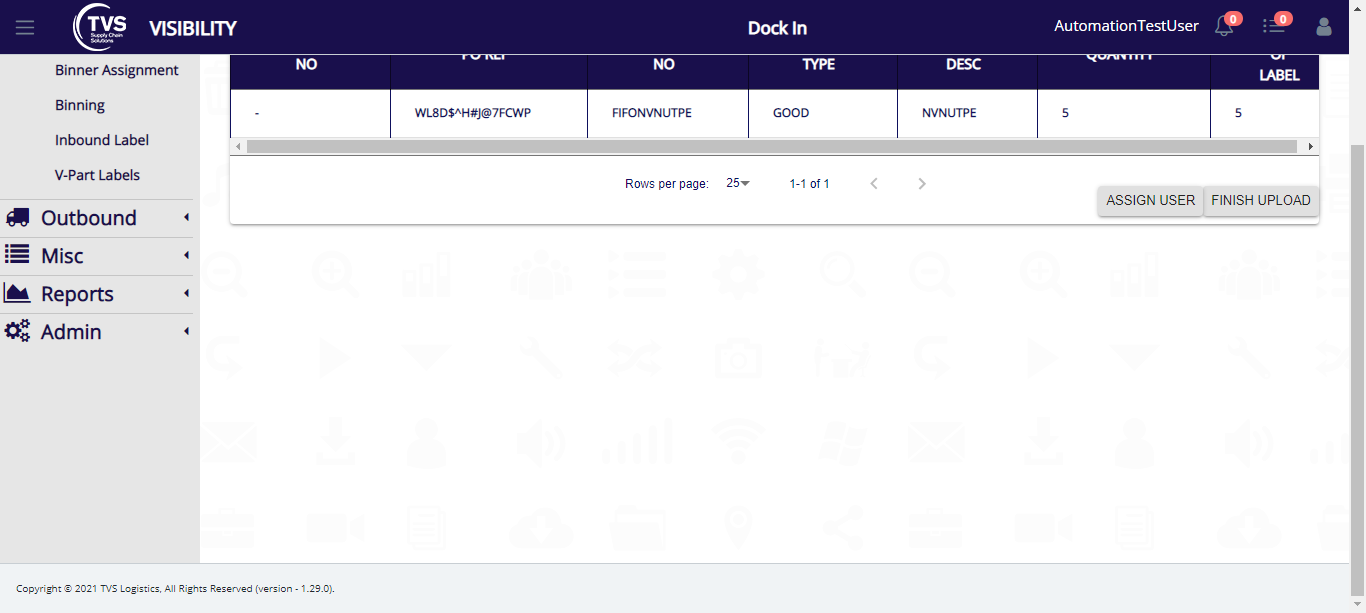 TVS
Supply Chain
Solutions
VISIBILITY
Dock In
AutomationTestUser
0
0
Binner Assignment
Binning
Inbound Label
V-Part Labels
Outbound
Misc
Reports
Admin
NO
PO REF
NO
TYPE
DESC
QUANTITY
OF
LABEL
-
WL8D$^H#J@7FCWP
FIFONVNUTPE
GOOD
NVNUTPE
5
5
Rows per page:
25
1-1 of 1
ASSIGN USER
FINISH UPLOAD
Copyright © 2021 TVS Logistics, All Rights Reserved (version - 1.29.0).